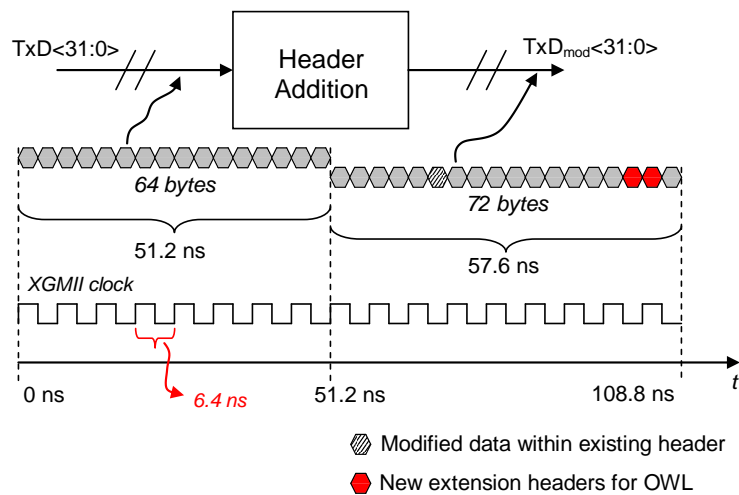 TxD<31:0>
Header
Addition
TxDmod<31:0>
64 bytes
72 bytes
51.2 ns
57.6 ns
XGMII clock
6.4 ns
0 ns
51.2 ns
108.8 ns
t
Modified data within existing header
New extension headers for OWL